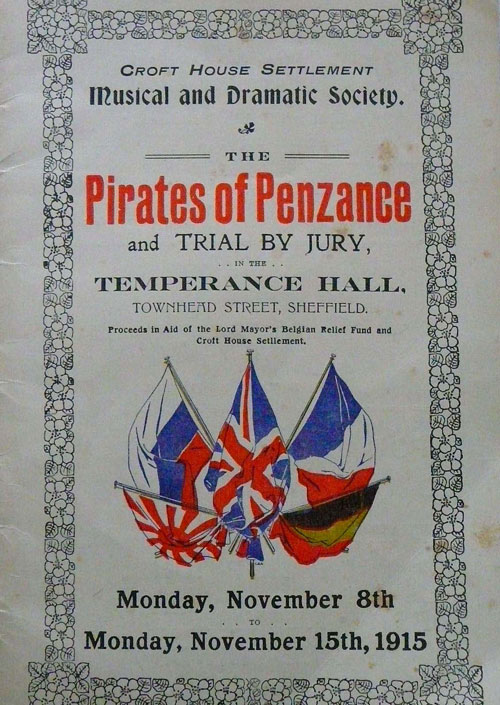 CROFT HOUSE SETTLEMENT
Musical and Dramatic Society.
THE
Pirates of Penzance
and TRIAL BY JURY,
. . IN THE . .
TEMPERANCE HALL,
TOWNHEAD STREET, SHEFFIELD.
Proceeds in Aid of the Lord Mayor's Belgian Relief Fund and
Croft House Settlement.
Monday, November 8th
. . TO . .
Monday, November 15th, 1915